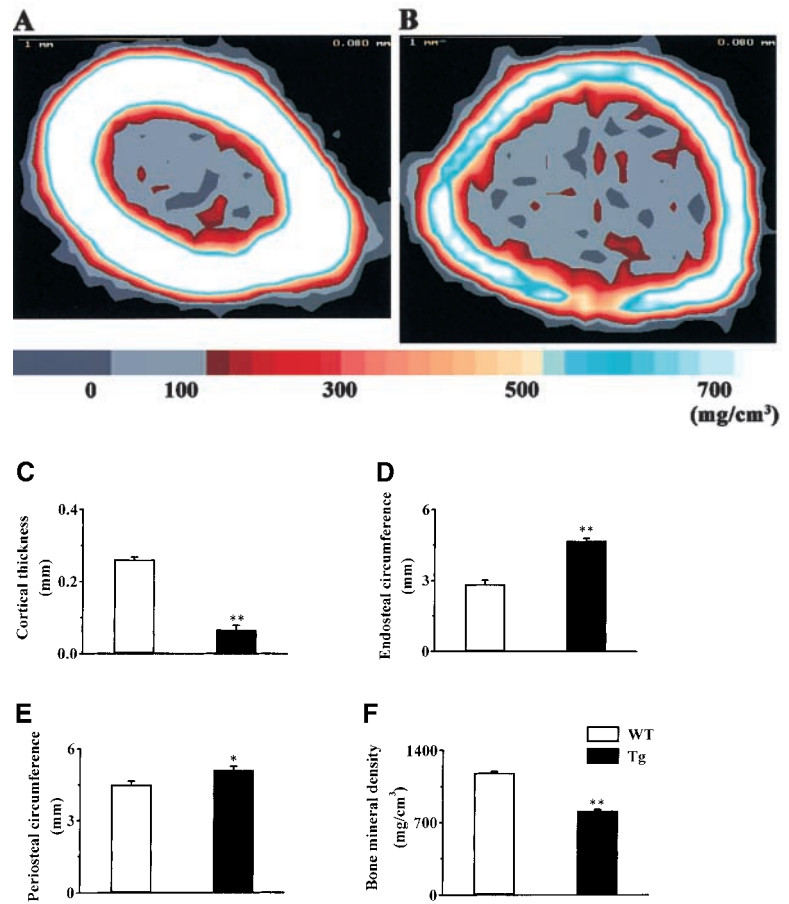 A
B
1 mm
0.080 mm
1 mm
0.080 mm
0 100 300 500 700
(mg/cm³)
C
Cortical thickness
(mm)
0.4
0.2
0.0
**
D
Endosteal circumference
(mm)
6
3
0
**
E
Periosteal circumference
(mm)
6
3
0
*
F
Bone mineral density
(mg/cm³)
1400
700
0
**
WT
Tg